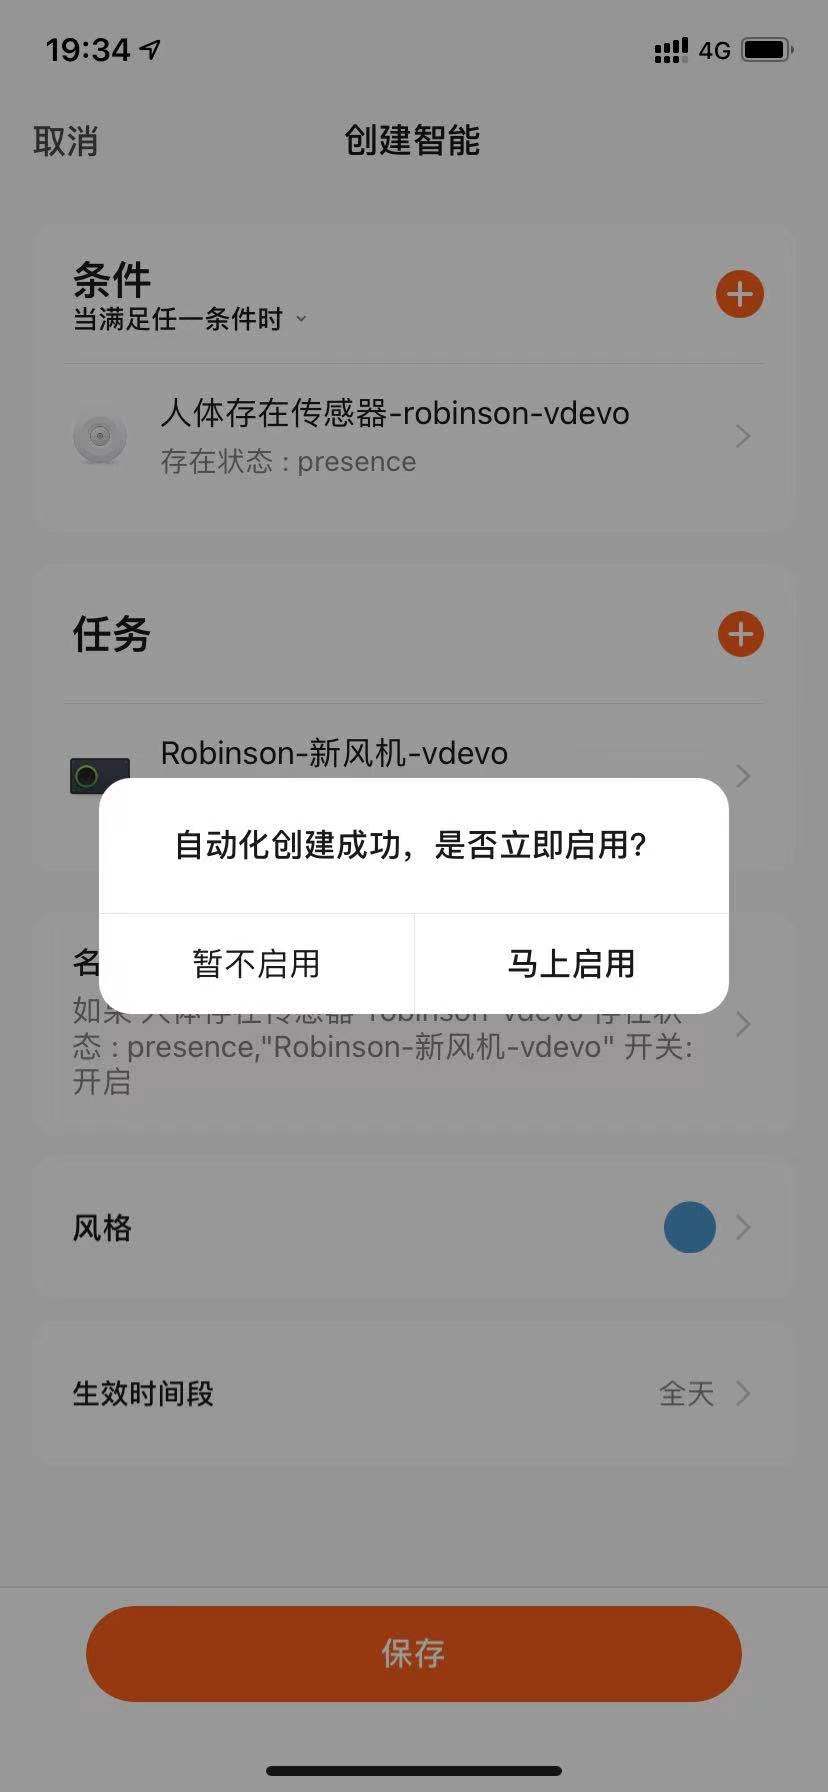 19:34
4G
取消
创建智能
条件
当满足任一条件时
人体存在传感器-robinson-vdevo
存在状态 : presence
任务
Robinson-新风机-vdevo
自动化创建成功，是否立即启用?
暂不启用
马上启用
名
如果"人体存在传感器-robinson-vdevo"存在状
态 : presence,"Robinson-新风机-vdevo" 开关:
开启
风格
生效时间段
全天
保存